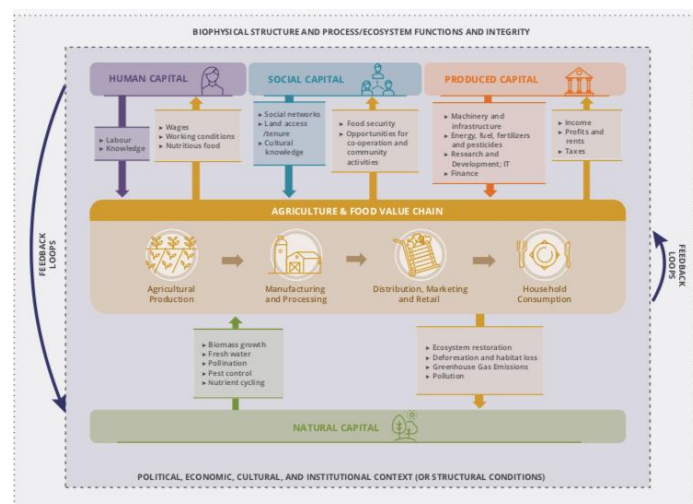 BIOPHYSICAL STRUCTURE AND PROCESS/ECOSYSTEM FUNCTIONS AND INTEGRITY
HUMAN CAPITAL
SOCIAL CAPITAL
PRODUCED CAPITAL
▸ Labour
▸ Knowledge
▸ Wages
▸ Working conditions
▸ Nutritious food
▸ Social networks
▸ Land access
/tenure
▸ Cultural
knowledge
▸ Food security
▸ Opportunities for
co-operation and
community
activities
▸ Machinery and
infrastructure
▸ Energy, fuel, fertilizers
and pesticides
▸ Research and
Development; IT
▸ Finance
▸ Income
▸ Profits and
rents
▸ Taxes
AGRICULTURE & FOOD VALUE CHAIN
Agricultural
Production
Manufacturing
and Processing
Distribution, Marketing
and Retail
Household
Consumption
FEEDBACK
LOOPS
FEEDBACK
LOOPS
▸ Biomass growth
▸ Fresh water
▸ Pollination
▸ Pest control
▸ Nutrient cycling
▸ Ecosystem restoration
▸ Deforesation and habitat loss
▸ Greenhouse Gas Emissions
▸ Pollution
NATURAL CAPITAL
POLITICAL, ECONOMIC, CULTURAL, AND INSTITUTIONAL CONTEXT (OR STRUCTURAL CONDITIONS)